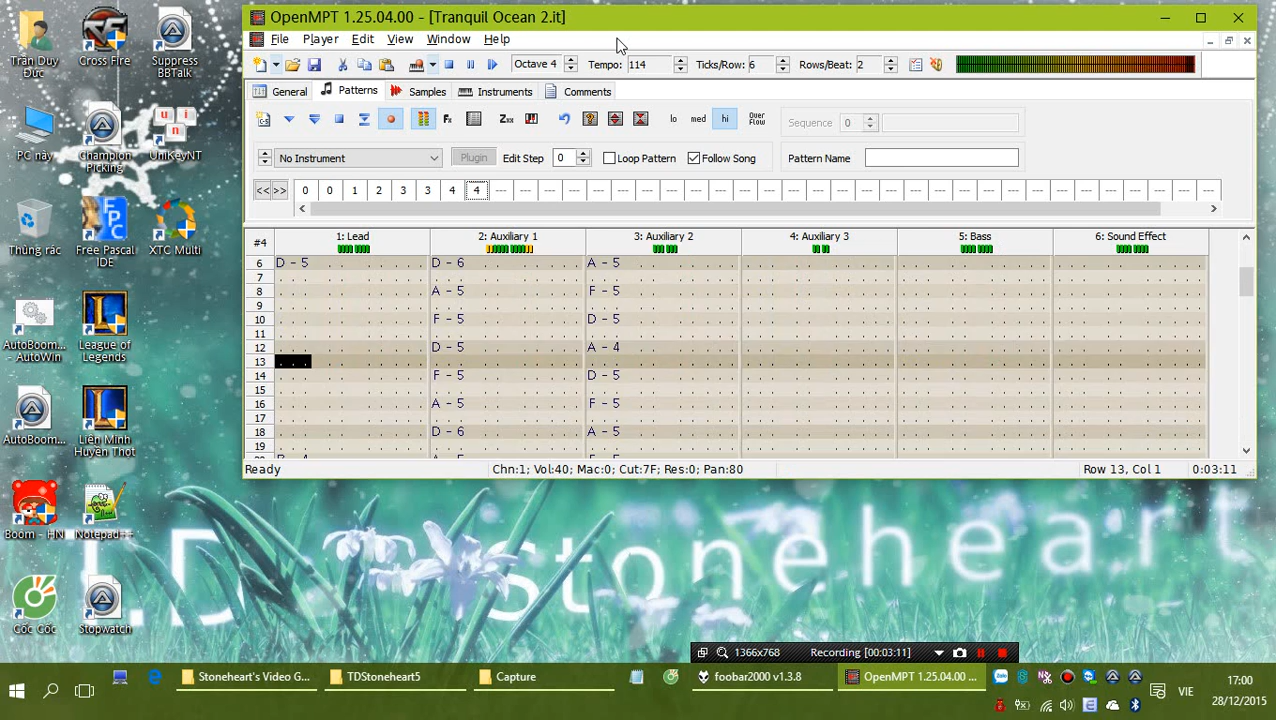 Trần Duy Đức
Cross Fire
Suppress BBTalk
PC này
Champion Picking
UniKeyNT
Thùng rác
Free Pascal IDE
XTC Multi
AutoBoom... - AutoWin
League of Legends
AutoBoom...
Liên Minh Huyền Thoại
Boom - HN
Notepad++
Cốc Cốc
Stopwatch
OpenMPT 1.25.04.00 - [Tranquil Ocean 2.it]
File Player Edit View Window Help
Octave 4 Tempo: 114 Ticks/Row: 6 Rows/Beat: 2
General Patterns Samples Instruments Comments
Fx Zxx lo med hi Over Flow Sequence 0
No Instrument Plugin Edit Step 0 Loop Pattern Follow Song Pattern Name
<< >> 0 0 1 2 3 3 4 4 --- --- --- --- --- --- --- --- --- --- --- --- --- --- --- --- --- --- --- ---
#4 1: Lead 2: Auxiliary 1 3: Auxiliary 2 4: Auxiliary 3 5: Bass 6: Sound Effect
6 D - 5 D - 6 A - 5
7
8 A - 5 F - 5
9
10 F - 5 D - 5
11
12 D - 5 A - 4
13
14 F - 5 D - 5
15
16 A - 5 F - 5
17
18 D - 6 A - 5
19
Ready Chn:1; Vol:40; Mac:0; Cut:7F; Res:0; Pan:80 Row 13, Col 1 0:03:11
Stoneheart
1366x768 Recording [00:03:11]
Stoneheart's Video G... TDStoneheart5 Capture foobar2000 v1.3.8 OpenMPT 1.25.04.00 ... VIE
17:00
28/12/2015